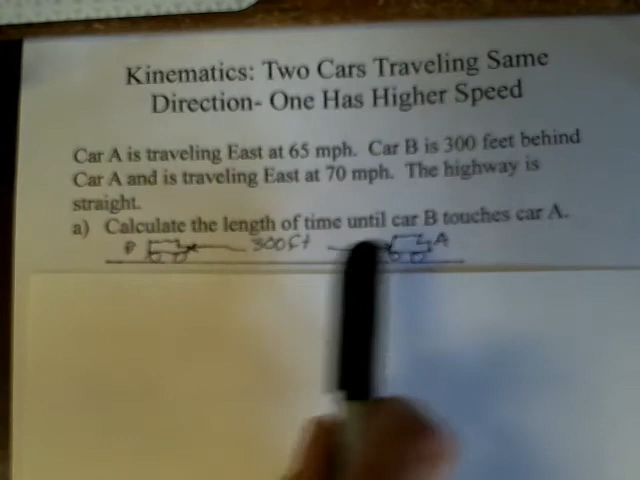 Kinematics: Two Cars Traveling Same
Direction- One Has Higher Speed
Car A is traveling East at 65 mph. Car B is 300 feet behind
Car A and is traveling East at 70 mph. The highway is
straight.
a) Calculate the length of time until car B touches car A.
B 300ft A